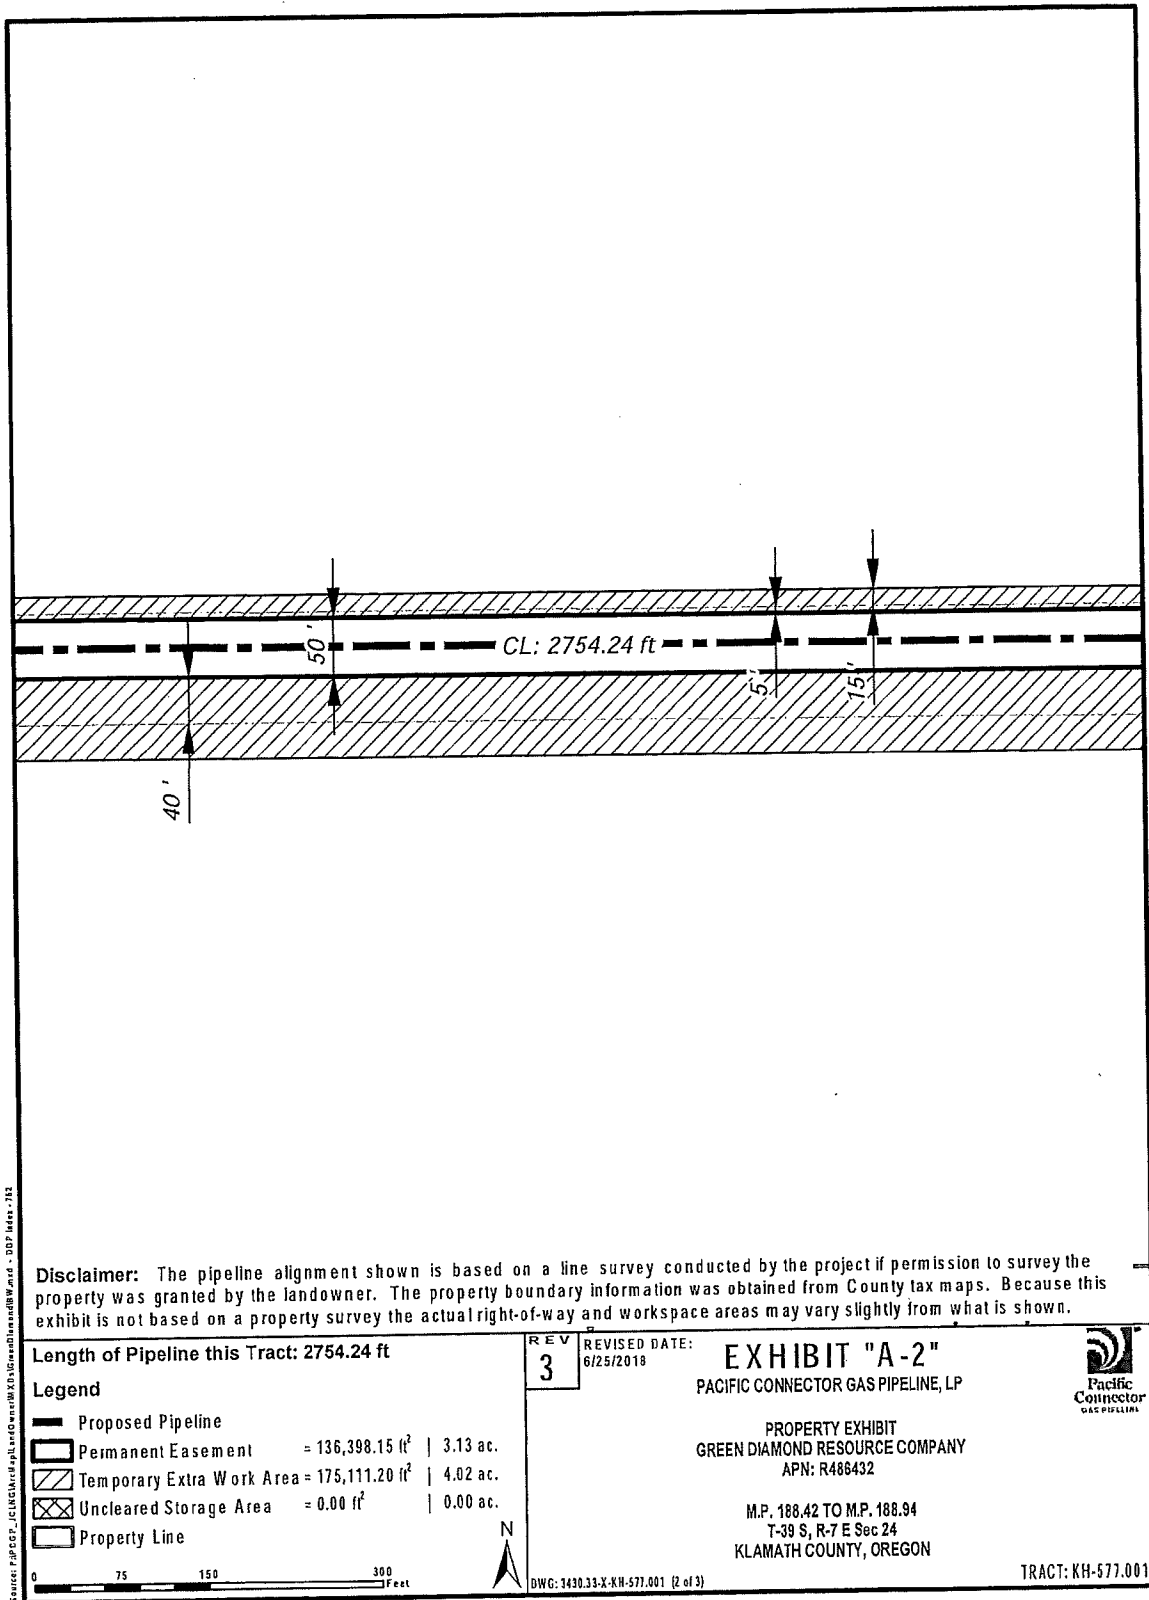 50 '
CL: 2754.24 ft
5'
15'
40 '
Disclaimer: The pipeline alignment shown is based on a line survey conducted by the project if permission to survey the
property was granted by the landowner. The property boundary information was obtained from County tax maps. Because this
exhibit is not based on a property survey the actual right-of-way and workspace areas may vary slightly from what is shown.
Length of Pipeline this Tract: 2754.24 ft
Legend
Proposed Pipeline
Permanent Easement = 136,398.15 ft² | 3.13 ac.
Temporary Extra Work Area = 175,111.20 ft² | 4.02 ac.
Uncleared Storage Area = 0.00 ft² | 0.00 ac.
Property Line
N
0 75 150 300
Feet
REV
3
REVISED DATE:
6/25/2018
EXHIBIT "A-2"
PACIFIC CONNECTOR GAS PIPELINE, LP
PROPERTY EXHIBIT
GREEN DIAMOND RESOURCE COMPANY
APN: R486432
M.P. 188.42 TO M.P. 188.94
T-39 S, R-7 E Sec 24
KLAMATH COUNTY, OREGON
DWG: 3430.33-X-KH-577.001 (2 of 3)
Pacific
Connector
GAS PIPELINE
TRACT: KH-577.001